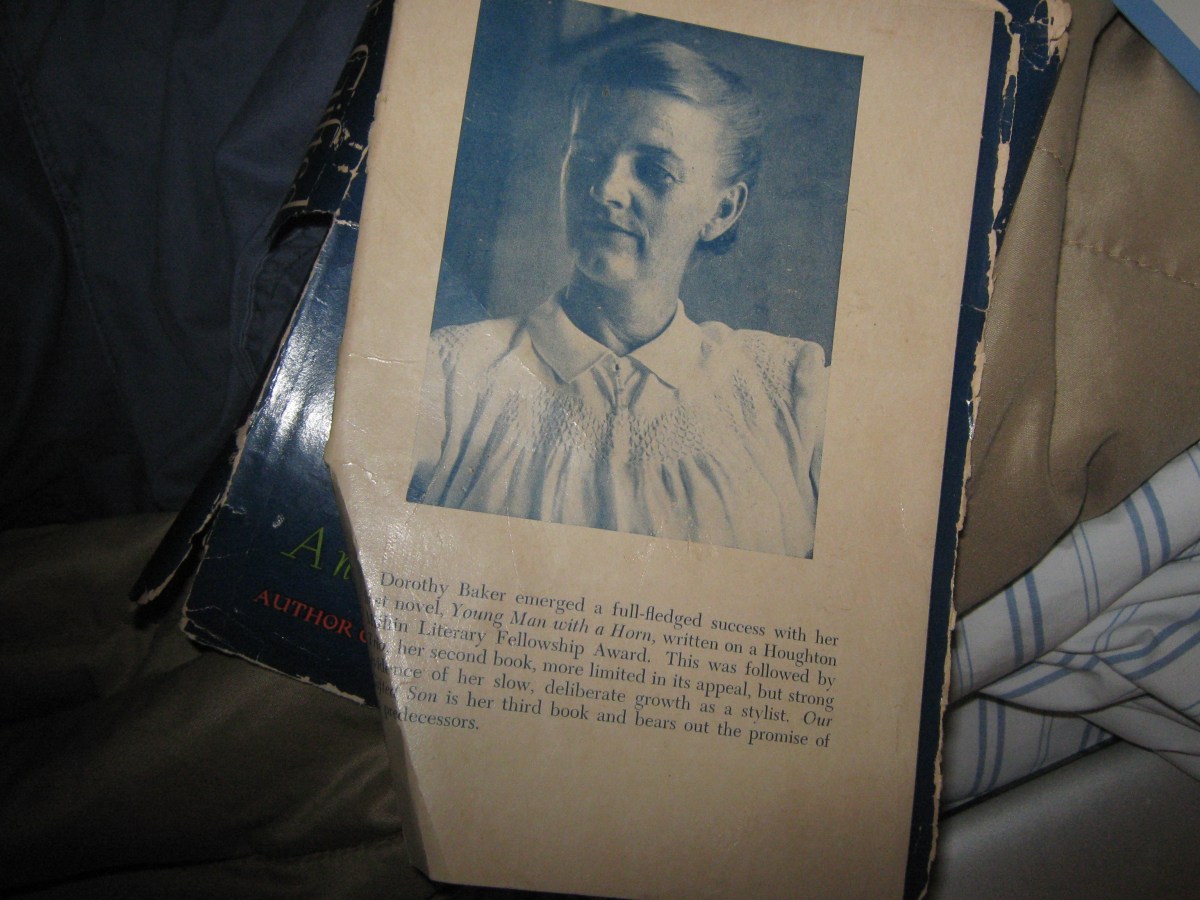 An
AUTHOR
Dorothy Baker emerged a full-fledged success with her
novel, Young Man with a Horn, written on a Houghton
Literary Fellowship Award. This was followed by
her second book, more limited in its appeal, but strong
of her slow, deliberate growth as a stylist. Our
Son is her third book and bears out the promise of